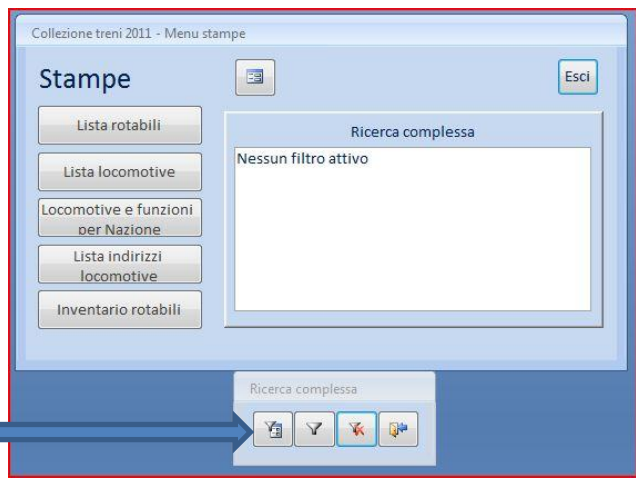 Collezione treni 2011 - Menu stampe
Stampe
Esci
Lista rotabili
Lista locomotive
Locomotive e funzioni
per Nazione
Lista indirizzi
locomotive
Inventario rotabili
Ricerca complessa
Nessun filtro attivo
Ricerca complessa